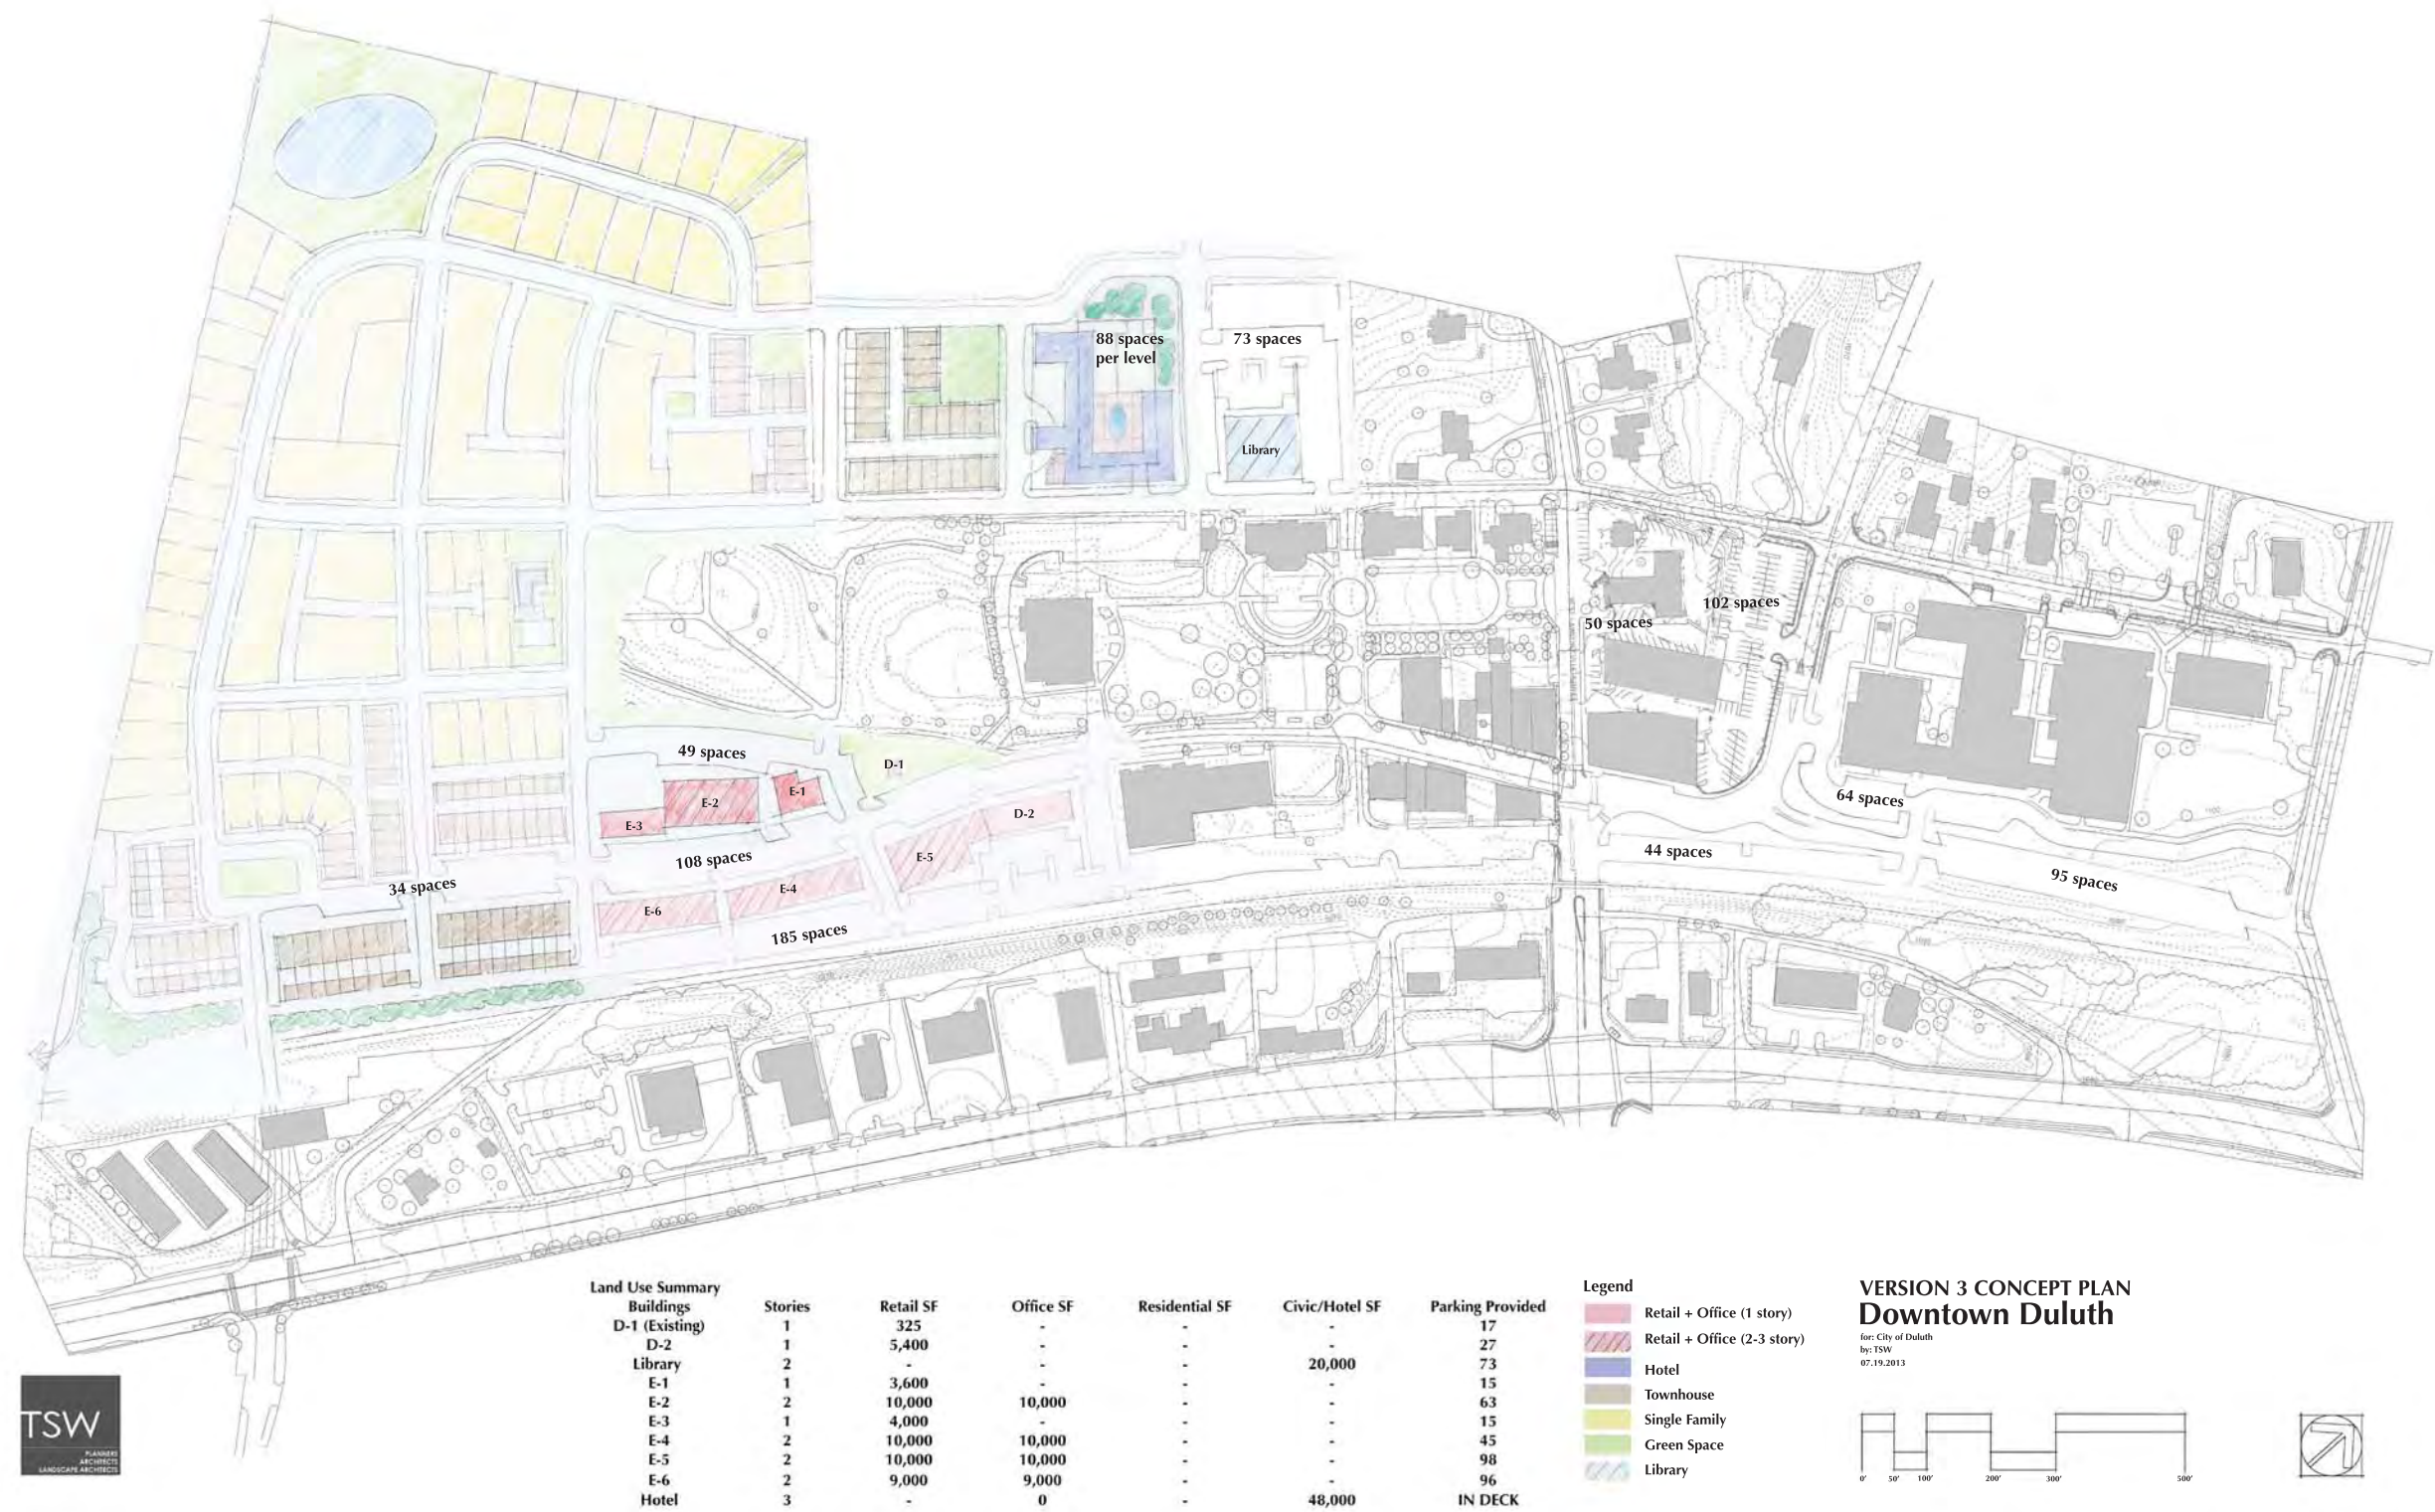 88 spaces
per level
73 spaces
Library
102 spaces
50 spaces
49 spaces
D-1
E-2
E-1
E-3
D-2
64 spaces
108 spaces
E-5
44 spaces
34 spaces
E-4
95 spaces
E-6
185 spaces
Land Use Summary
Buildings Stories Retail SF Office SF Residential SF Civic/Hotel SF Parking Provided
D-1 (Existing) 1 325 - - - 17
D-2 1 5,400 - - - 27
Library 2 - - - 20,000 73
E-1 1 3,600 - - - 15
E-2 2 10,000 10,000 - - 63
E-3 1 4,000 - - - 15
E-4 2 10,000 10,000 - - 45
E-5 2 10,000 10,000 - - 98
E-6 2 9,000 9,000 - - 96
Hotel 3 - 0 - 48,000 IN DECK
Legend
Retail + Office (1 story)
Retail + Office (2-3 story)
Hotel
Townhouse
Single Family
Green Space
Library
VERSION 3 CONCEPT PLAN
Downtown Duluth
for: City of Duluth
by: TSW
07.19.2013
0' 50' 100' 200' 300' 500'
TSW
PLANNERS
ARCHITECTS
LANDSCAPE ARCHITECTS